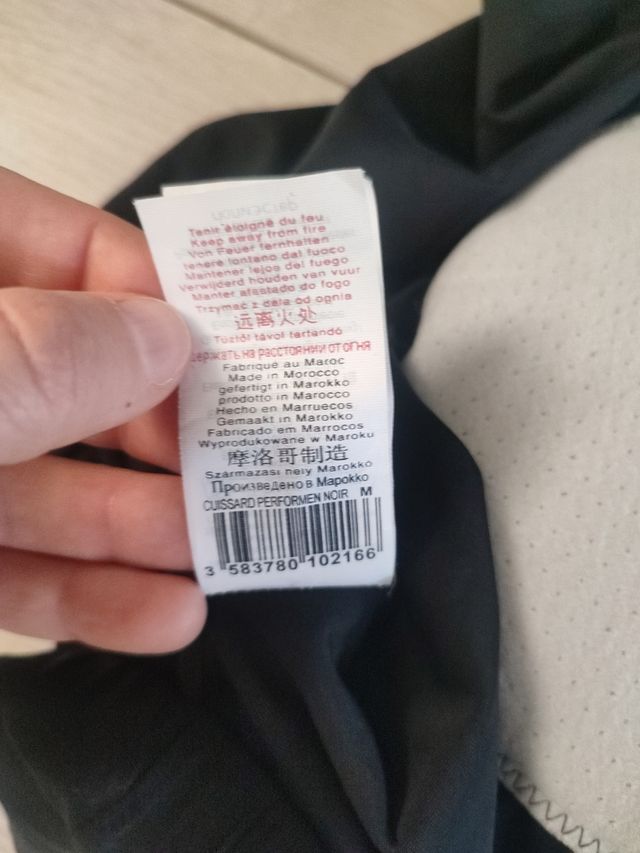 Tenir éloigné du feu
Keep away from fire
Von Feuer fernhalten
tenere lontano dal fuoco
Mantener lejos del fuego
Verwijderd houden van vuur
Manter afastado do fogo
Trzymać z dala od ognia
远离火处
Tüztől távol tartandó
держать на расстоянии от огня
Fabriqué au Maroc
Made in Morocco
gefertigt in Marokko
prodotto in Marocco
Hecho en Marruecos
Gemaakt in Marokko
Fabricado em Marrocos
Wyprodukowane w Maroku
摩洛哥制造
Származási hely Marokkó
Произведено в Марокко
CUISSARD PERFORMEN NOIR M
3 583780 102166